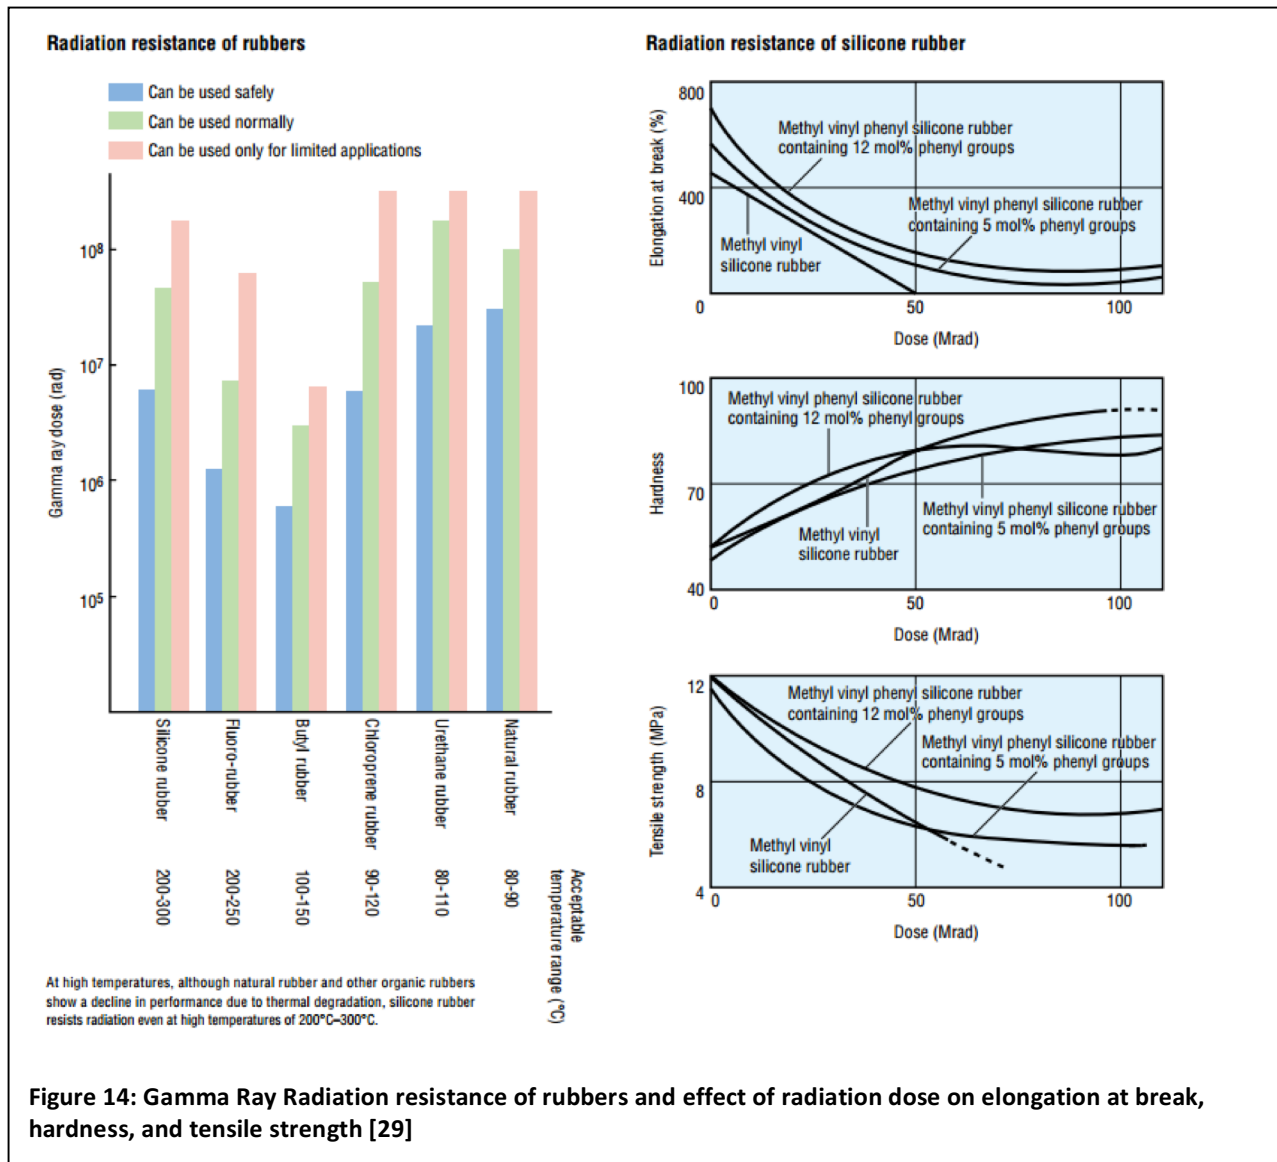 Radiation resistance of rubbers
Can be used safely
Can be used normally
Can be used only for limited applications
Gamma ray dose (rad)
10⁸
10⁷
10⁶
10⁵
Silicone rubber
Fluoro-rubber
Butyl rubber
Chloroprene rubber
Urethane rubber
Natural rubber
200-300
200-250
100-150
90-120
80-110
80-90
Acceptable
temperature range (°C)
At high temperatures, although natural rubber and other organic rubbers
show a decline in performance due to thermal degradation, silicone rubber
resists radiation even at high temperatures of 200°C–300°C.
Radiation resistance of silicone rubber
Elongation at break (%)
800
400
0
50
100
Dose (Mrad)
Methyl vinyl phenyl silicone rubber
containing 12 mol% phenyl groups
Methyl vinyl phenyl silicone rubber
containing 5 mol% phenyl groups
Methyl vinyl
silicone rubber
Hardness
100
70
40
0
50
100
Dose (Mrad)
Methyl vinyl phenyl silicone rubber
containing 12 mol% phenyl groups
Methyl vinyl phenyl silicone rubber
containing 5 mol% phenyl groups
Methyl vinyl
silicone rubber
Tensile strength (MPa)
12
8
4
0
50
100
Dose (Mrad)
Methyl vinyl phenyl silicone rubber
containing 12 mol% phenyl groups
Methyl vinyl phenyl silicone rubber
containing 5 mol% phenyl groups
Methyl vinyl
silicone rubber
Figure 14: Gamma Ray Radiation resistance of rubbers and effect of radiation dose on elongation at break,
hardness, and tensile strength [29]